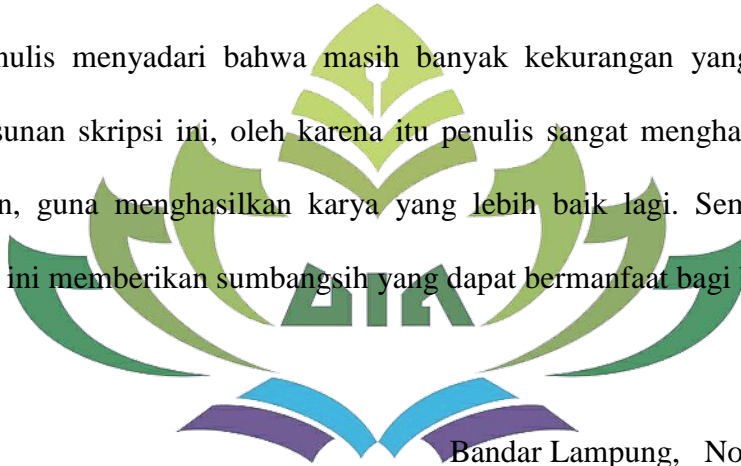 nulis menyadari bahwa masih banyak kekurangan yang
sunan skripsi ini, oleh karena itu penulis sangat mengha
n, guna menghasilkan karya yang lebih baik lagi. Sen
ini memberikan sumbangsih yang dapat bermanfaat bagi
Bandar Lampung, No